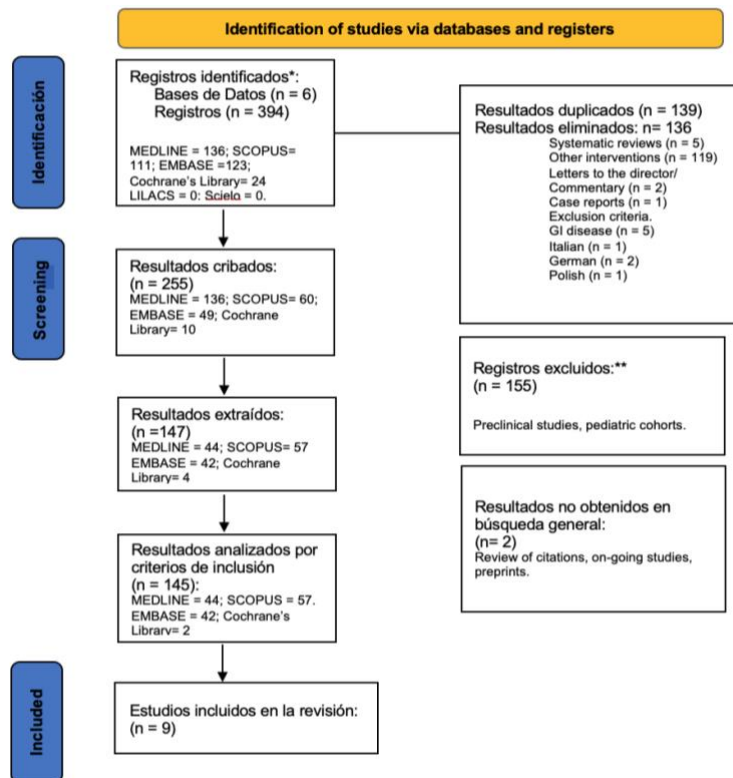 Identification of studies via databases and registers
Identificación
Registros identificados*:
Bases de Datos (n = 6)
Registros (n = 394)
MEDLINE = 136; SCOPUS=
111; EMBASE =123;
Cochrane's Library= 24
LILACS = 0: Scielo = 0.
Resultados duplicados (n = 139)
Resultados eliminados: n= 136
Systematic reviews (n = 5)
Other interventions (n = 119)
Letters to the director/
Commentary (n = 2)
Case reports (n = 1)
Exclusion criteria.
GI disease (n = 5)
Italian (n = 1)
German (n = 2)
Polish (n = 1)
Screening
Resultados cribados:
(n = 255)
MEDLINE = 136; SCOPUS= 60;
EMBASE = 49; Cochrane
Library= 10
Registros excluidos:**
(n = 155)
Preclinical studies, pediatric cohorts.
Resultados extraídos:
(n =147)
MEDLINE = 44; SCOPUS= 57
EMBASE = 42; Cochrane
Library= 4
Resultados no obtenidos en
búsqueda general:
(n= 2)
Review of citations, on-going studies,
preprints.
Resultados analizados por
criterios de inclusión
(n = 145):
MEDLINE = 44; SCOPUS = 57.
EMBASE = 42; Cochrane's
Library= 2
Included
Estudios incluidos en la revisión:
(n = 9)